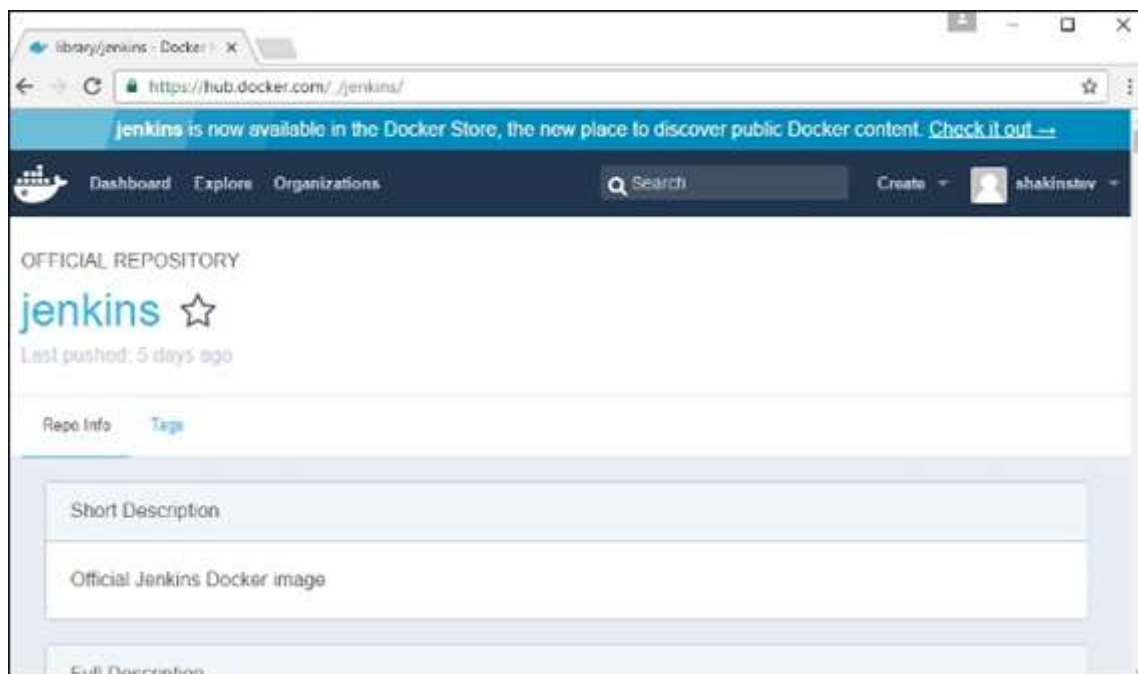 library/jenkins - Docker
https://hub.docker.com/_/jenkins/
jenkins is now available in the Docker Store, the new place to discover public Docker content. Check it out →
Dashboard Explore Organizations Search Create shakinstev
OFFICIAL REPOSITORY
jenkins
Last pushed: 5 days ago
Repo Info Tags
Short Description
Official Jenkins Docker image
Full Description